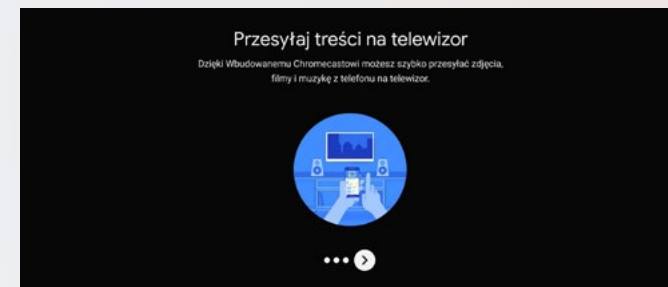 Przesyłaj treści na telewizor
Dzięki Wbudowanemu Chromecastowi możesz szybko przesyłać zdjęcia,
filmy i muzykę z telefonu na telewizor.